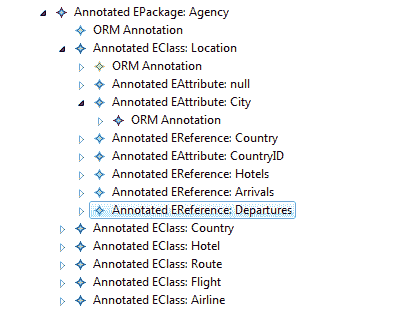 Annotated EPackage: Agency
ORM Annotation
Annotated EClass: Location
ORM Annotation
Annotated EAttribute: null
Annotated EAttribute: City
ORM Annotation
Annotated EReference: Country
Annotated EAttribute: CountryID
Annotated EReference: Hotels
Annotated EReference: Arrivals
Annotated EReference: Departures
Annotated EClass: Country
Annotated EClass: Hotel
Annotated EClass: Route
Annotated EClass: Flight
Annotated EClass: Airline